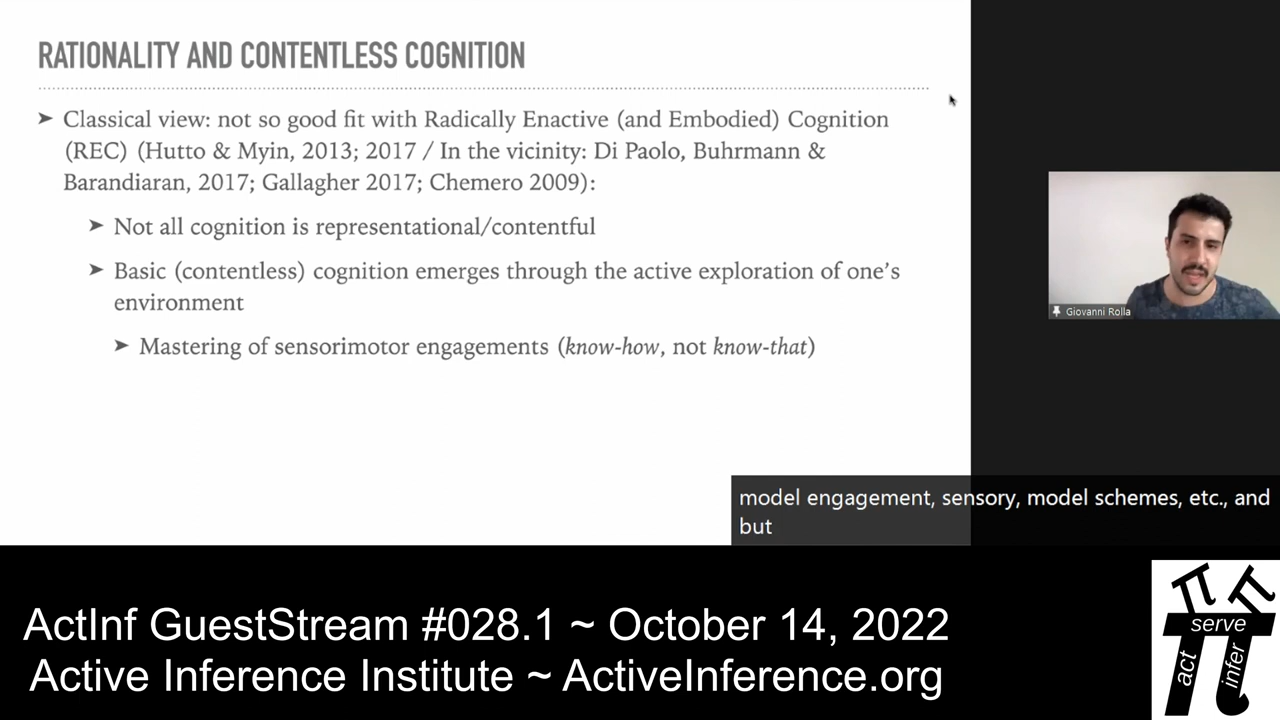 RATIONALITY AND CONTENTLESS COGNITION
➤ Classical view: not so good fit with Radically Enactive (and Embodied) Cognition
(REC) (Hutto & Myin, 2013; 2017 / In the vicinity: Di Paolo, Buhrmann &
Barandiaran, 2017; Gallagher 2017; Chemero 2009):
➤ Not all cognition is representational/contentful
➤ Basic (contentless) cognition emerges through the active exploration of one's
environment
➤ Mastering of sensorimotor engagements (know-how, not know-that)
Giovanni Rolla
model engagement, sensory, model schemes, etc., and
but
ActInf GuestStream #028.1 ~ October 14, 2022
Active Inference Institute ~ ActiveInference.org
π π
serve
π
act
infer